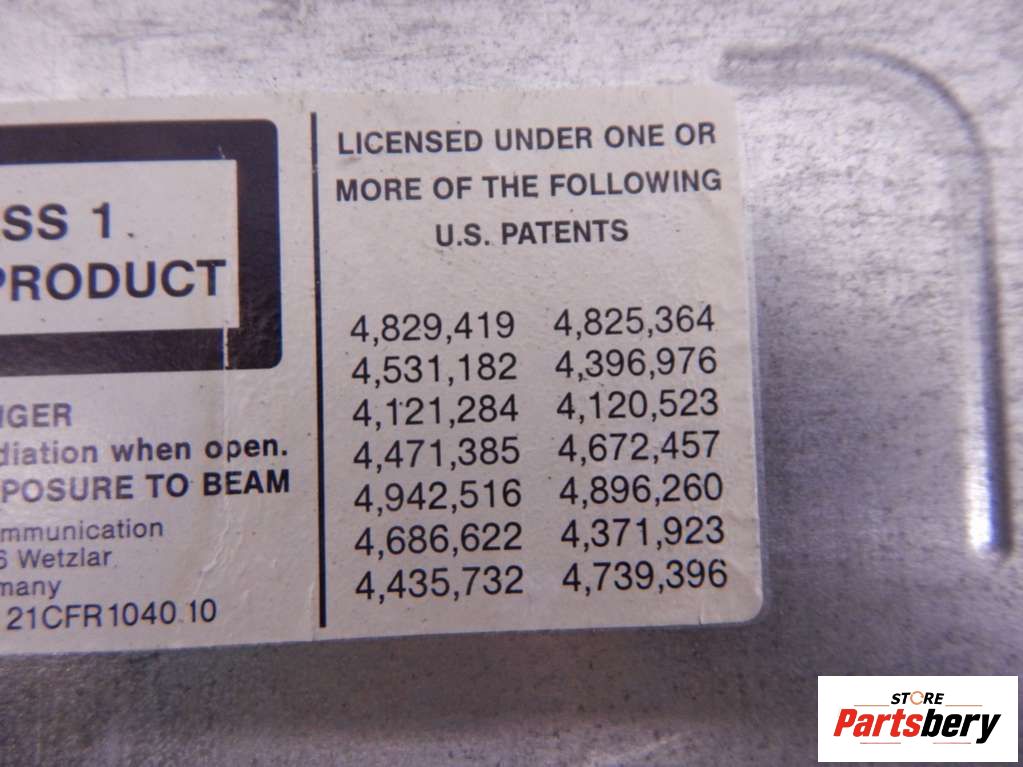 SS 1
PRODUCT
NGER
diation when open.
POSURE TO BEAM
mmunication
6 Wetzlar
many
21CFR1040.10
LICENSED UNDER ONE OR
MORE OF THE FOLLOWING
U.S. PATENTS
4,829,419 4,825,364
4,531,182 4,396,976
4,121,284 4,120,523
4,471,385 4,672,457
4,942,516 4,896,260
4,686,622 4,371,923
4,435,732 4,739,396
STORE
Partsbery